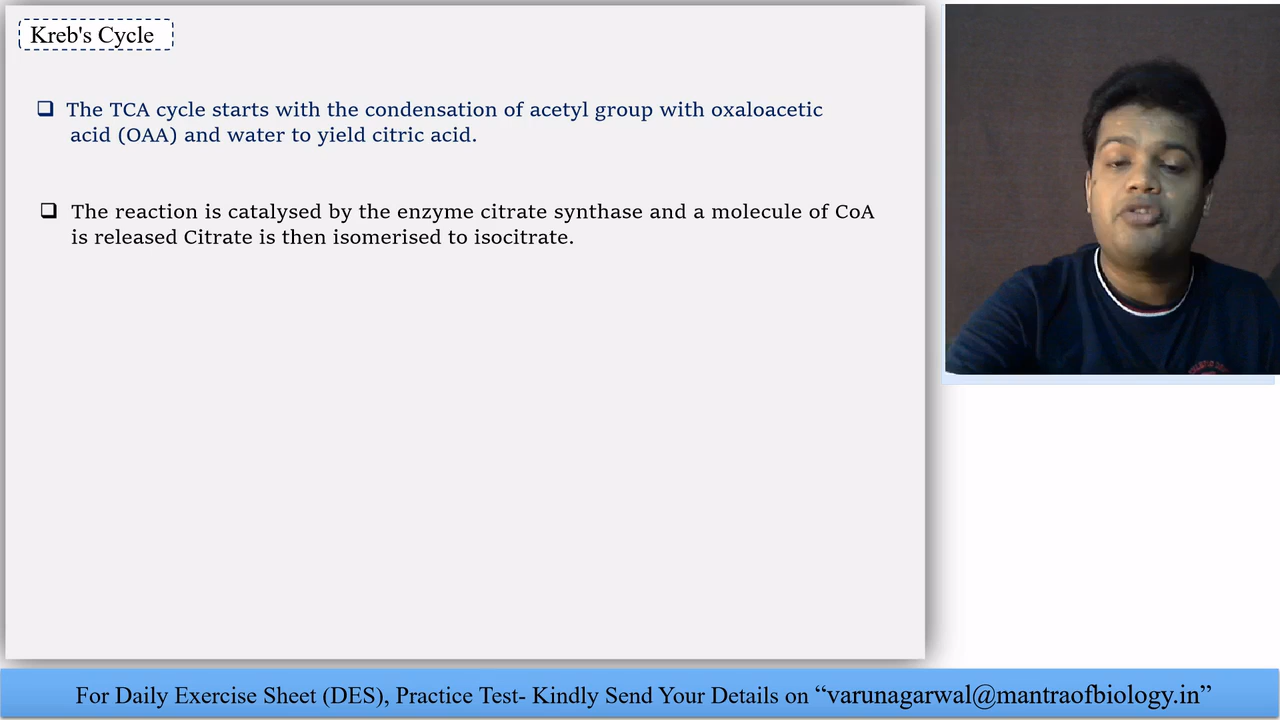 Kreb's Cycle
The TCA cycle starts with the condensation of acetyl group with oxaloacetic
acid (OAA) and water to yield citric acid.
The reaction is catalysed by the enzyme citrate synthase and a molecule of CoA
is released Citrate is then isomerised to isocitrate.
For Daily Exercise Sheet (DES), Practice Test- Kindly Send Your Details on “varunagarwal@mantraofbiology.in”